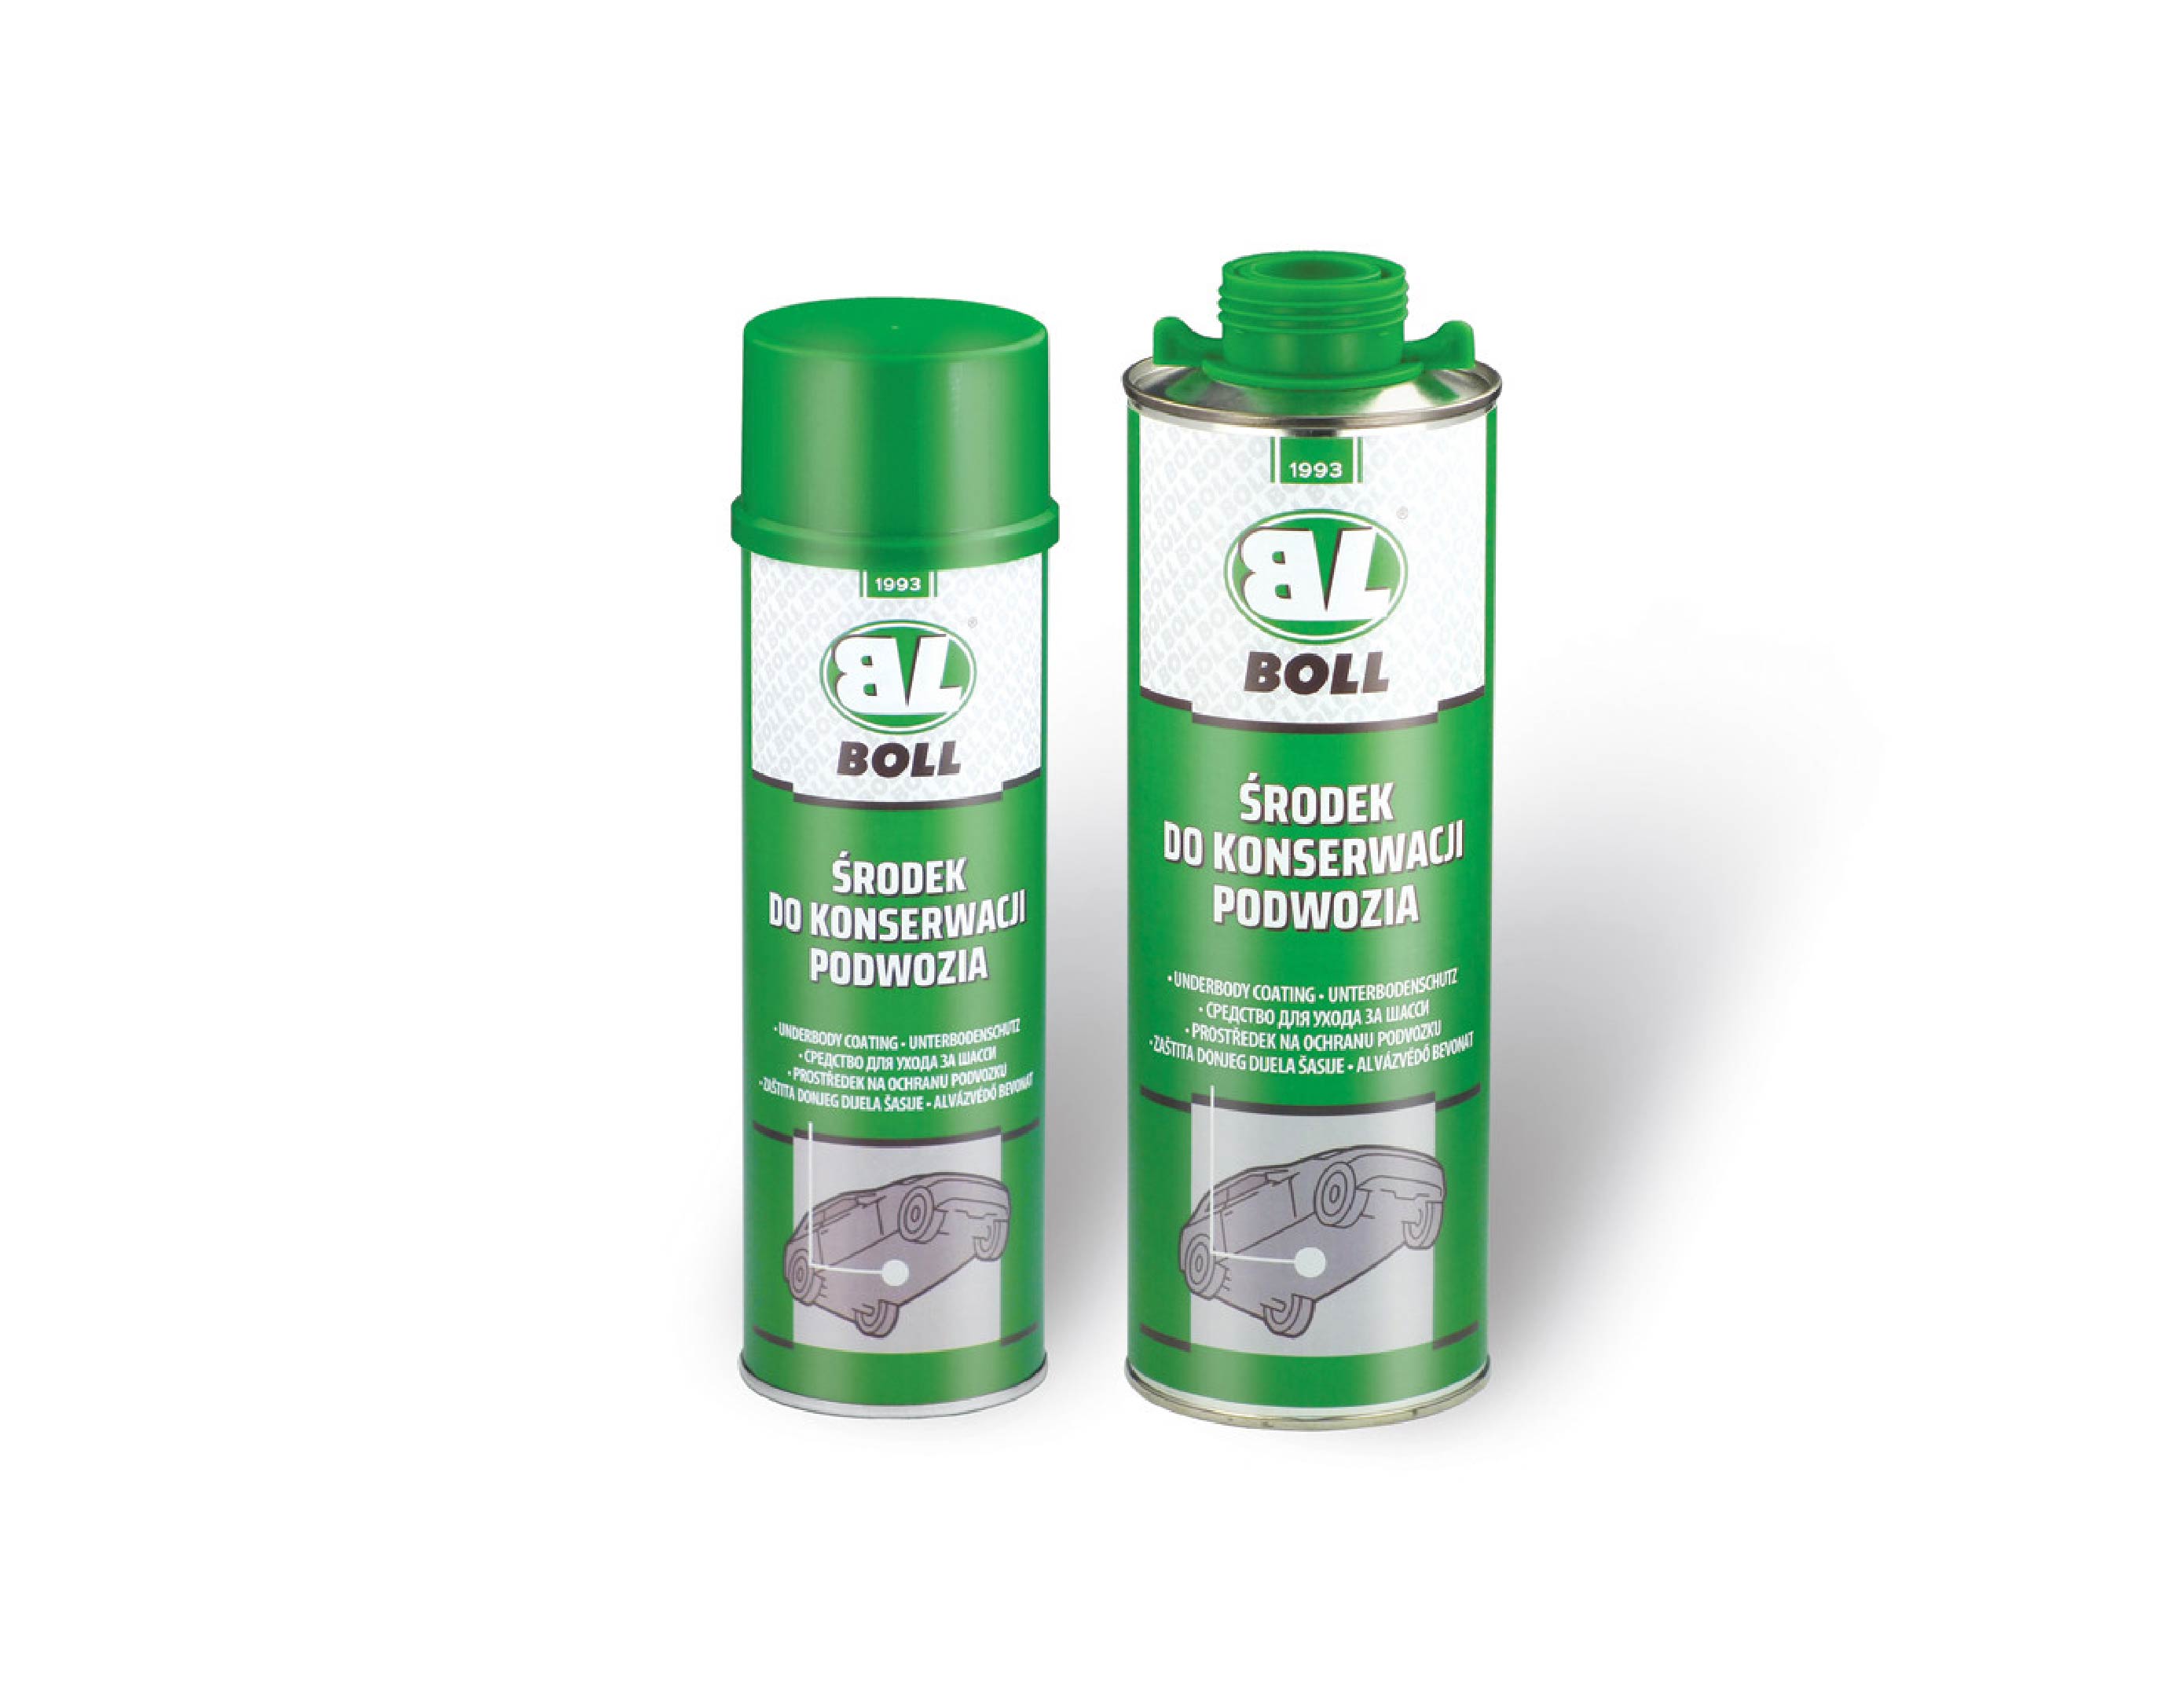 1993
BL
®
BOLL
ŚRODEK
DO KONSERWACJI
PODWOZIA
• UNDERBODY COATING • UNTERBODENSCHUTZ
• СРЕДСТВО ДЛЯ УХОДА ЗА ШАССИ
• PROSTŘEDEK NA OCHRANU PODVOZKU
• ZAŠTITA DONJEG DIJELA ŠASIJE • ALVÁZVÉDŐ BEVONAT
1993
BL
®
BOLL
ŚRODEK
DO KONSERWACJI
PODWOZIA
• UNDERBODY COATING • UNTERBODENSCHUTZ
• СРЕДСТВО ДЛЯ УХОДА ЗА ШАССИ
• PROSTŘEDEK NA OCHRANU PODVOZKU
• ZAŠTITA DONJEG DIJELA ŠASIJE • ALVÁZVÉDŐ BEVONAT